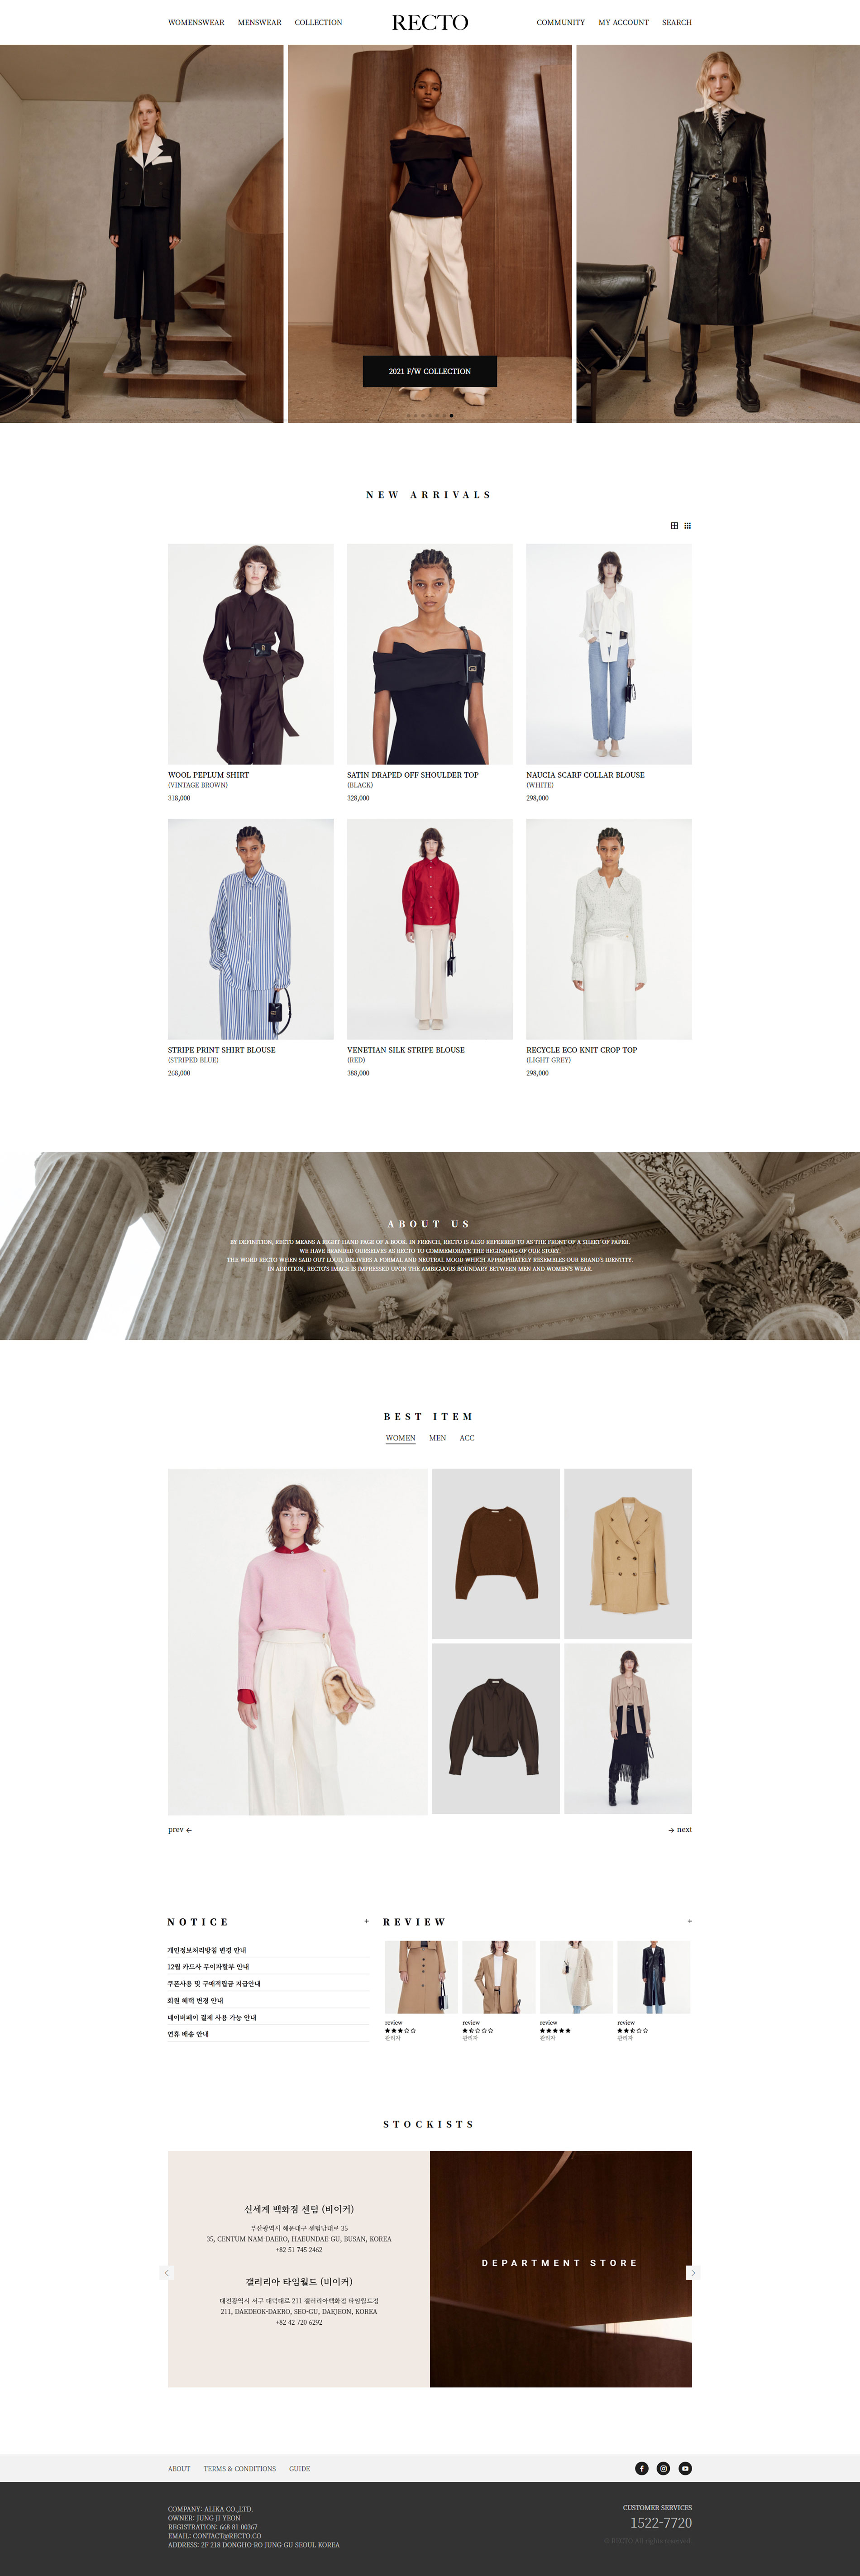 WOMENSWEAR MENSWEAR COLLECTION RECTO COMMUNITY MY ACCOUNT SEARCH
2021 F/W COLLECTION
NEW ARRIVALS
WOOL PEPLUM SHIRT
(VINTAGE BROWN)
318,000
SATIN DRAPED OFF SHOULDER TOP
(BLACK)
328,000
NAUCIA SCARF COLLAR BLOUSE
(WHITE)
298,000
STRIPE PRINT SHIRT BLOUSE
(STRIPED BLUE)
268,000
VENETIAN SILK STRIPE BLOUSE
(RED)
388,000
RECYCLE ECO KNIT CROP TOP
(LIGHT GREY)
298,000
ABOUT US
BY DEFINITION, RECTO MEANS A RIGHT-HAND PAGE OF A BOOK. IN FRENCH, RECTO IS ALSO REFERRED TO AS THE FRONT OF A SHEET OF PAPER.
WE HAVE BRANDED OURSELVES AS RECTO TO COMMEMORATE THE BEGINNING OF OUR STORY.
THE WORD RECTO WHEN SAID OUT LOUD, DELIVERS A FORMAL AND NEUTRAL MOOD WHICH APPROPRIATELY RESEMBLES OUR BRAND'S IDENTITY.
IN ADDITION, RECTO'S IMAGE IS IMPRESSED UPON THE AMBIGUOUS BOUNDARY BETWEEN MEN AND WOMEN'S WEAR.
BEST ITEM
WOMEN MEN ACC
prev ← → next
NOTICE +
개인정보처리방침 변경 안내
12월 카드사 무이자할부 안내
쿠폰사용 및 구매적립금 지급안내
회원 혜택 변경 안내
네이버페이 결제 사용 가능 안내
연휴 배송 안내
REVIEW +
review
관리자
review
관리자
review
관리자
review
관리자
STOCKISTS
신세계 백화점 센텀 (비이커)
부산광역시 해운대구 센텀남대로 35
35, CENTUM NAM-DAERO, HAEUNDAE-GU, BUSAN, KOREA
+82 51 745 2462
갤러리아 타임월드 (비이커)
대전광역시 서구 대덕대로 211 갤러리아백화점 타임월드점
211, DAEDEOK-DAERO, SEO-GU, DAEJEON, KOREA
+82 42 720 6292
DEPARTMENT STORE
ABOUT TERMS & CONDITIONS GUIDE
COMPANY: ALIKA CO.,LTD.
OWNER: JUNG JI YEON
REGISTRATION: 668-81-00367
EMAIL: CONTACT@RECTO.CO
ADDRESS: 2F 218 DONGHO-RO JUNG-GU SEOUL KOREA
CUSTOMER SERVICES
1522-7720
© RECTO All rights reserved.